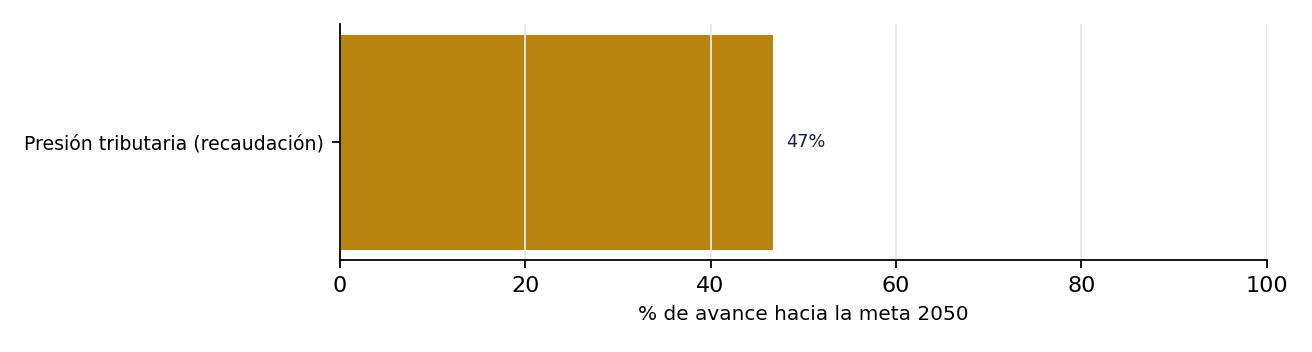 Presión tributaria (recaudación)
47%
0 20 40 60 80 100
% de avance hacia la meta 2050